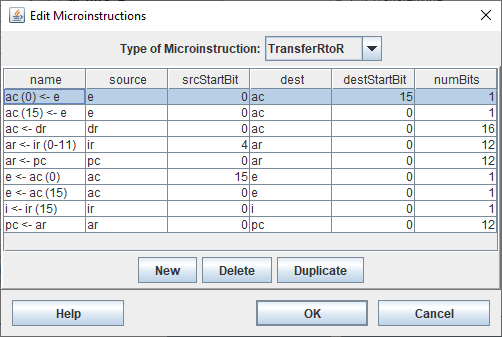 Edit Microinstructions
Type of Microinstruction: TransferRtoR
name source srcStartBit dest destStartBit numBits
ac (0) <- e e 0 ac 15 1
ac (15) <- e e 0 ac 0 1
ac <- dr dr 0 ac 0 16
ar <- ir (0-11) ir 4 ar 0 12
ar <- pc pc 0 ar 0 12
e <- ac (0) ac 15 e 0 1
e <- ac (15) ac 0 e 0 1
i <- ir (15) ir 0 i 0 1
pc <- ar ar 0 pc 0 12
New Delete Duplicate
Help OK Cancel